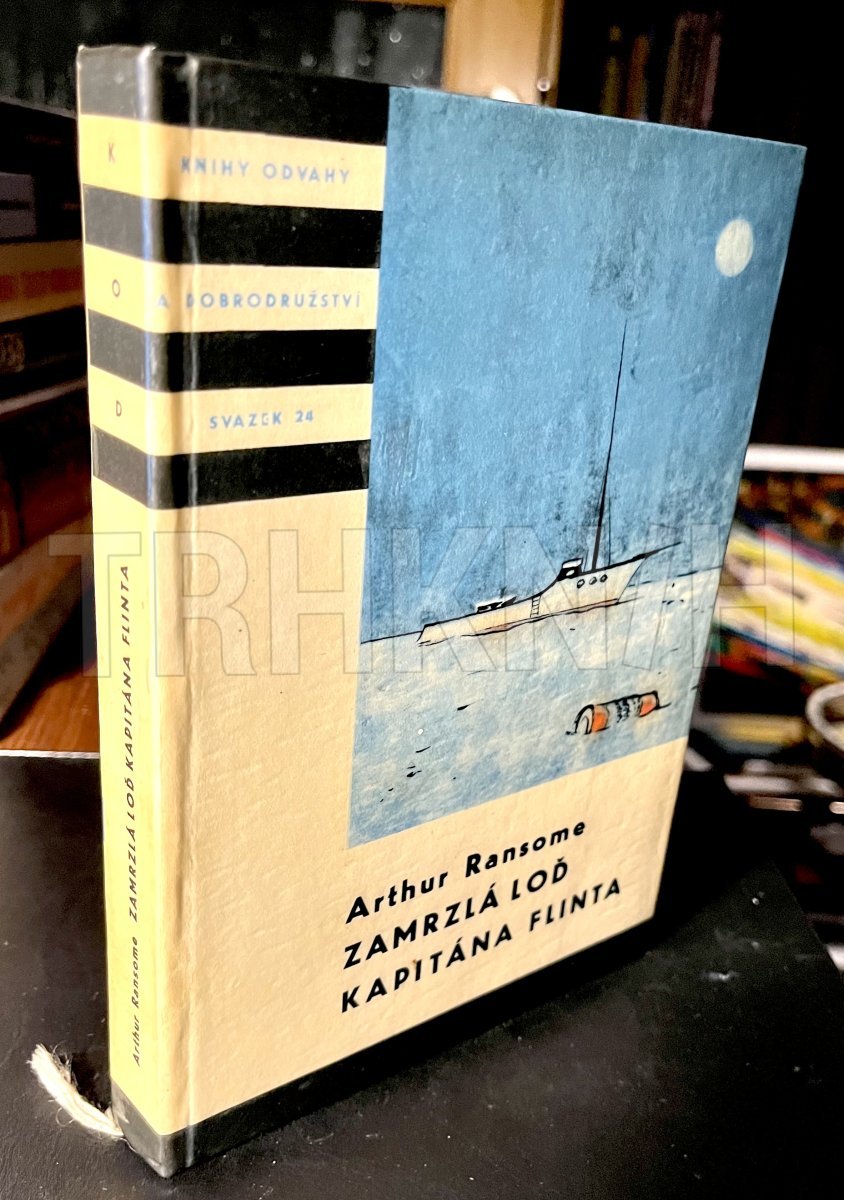 K
O
D
Arthur Ransome ZAMRZLÁ LOĎ KAPITÁNA FLINTA
KNIHY ODVAHY
A DOBRODRUŽSTVÍ
SVAZEK 24
Arthur Ransome
ZAMRZLÁ LOĎ
KAPITÁNA FLINTA
TRHKNIH